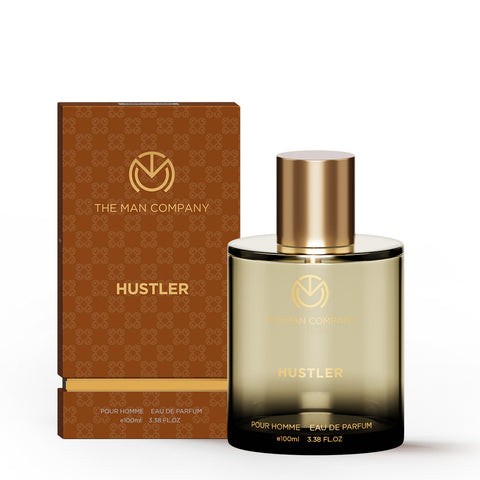 THE MAN COMPANY
HUSTLER
POUR HOMME EAU DE PARFUM
e100ml 3.38 FL.OZ
THE MAN COMPANY
HUSTLER
POUR HOMME EAU DE PARFUM
e100ml 3.38 FL.OZ